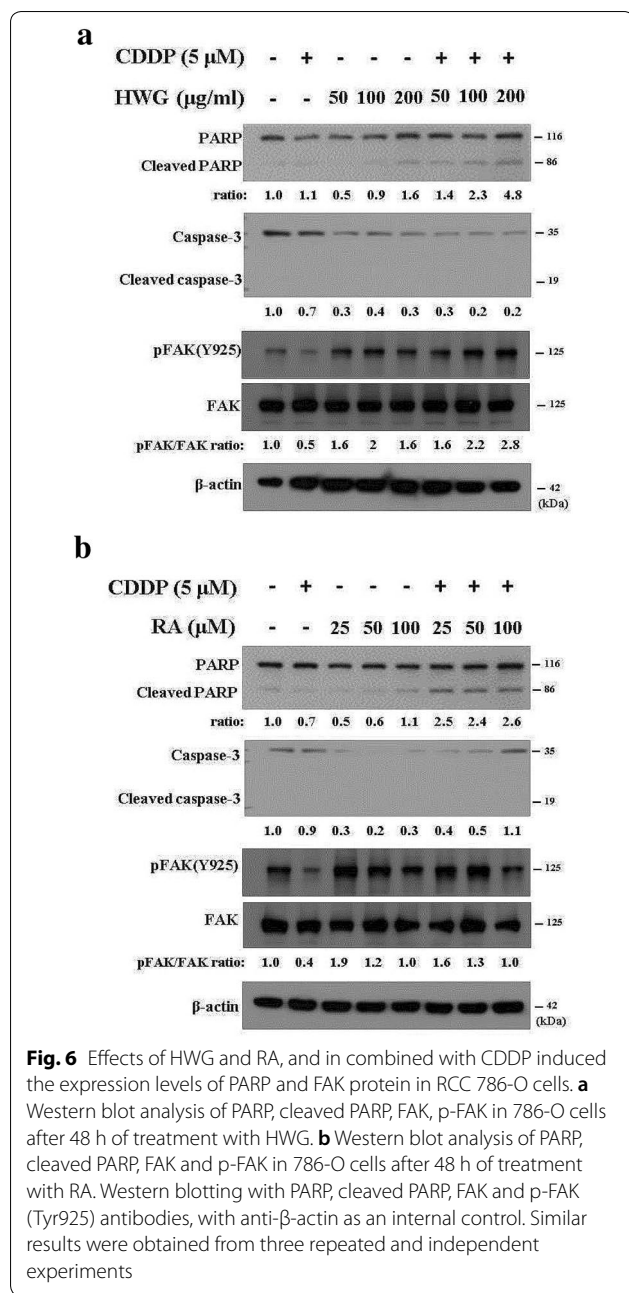 a
CDDP (5 µM) - + - - - + + +
HWG (µg/ml) - - 50 100 200 50 100 200
PARP – 116
Cleaved PARP – 86
ratio: 1.0 1.1 0.5 0.9 1.6 1.4 2.3 4.8
Caspase-3 – 35
Cleaved caspase-3 – 19
1.0 0.7 0.3 0.4 0.3 0.3 0.2 0.2
pFAK(Y925) – 125
FAK – 125
pFAK/FAK ratio: 1.0 0.5 1.6 2 1.6 1.6 2.2 2.8
β-actin – 42
(kDa)
b
CDDP (5 µM) - + - - - + + +
RA (µM) - - 25 50 100 25 50 100
PARP – 116
Cleaved PARP – 86
ratio: 1.0 0.7 0.5 0.6 1.1 2.5 2.4 2.6
Caspase-3 – 35
Cleaved caspase-3 – 19
1.0 0.9 0.3 0.2 0.3 0.4 0.5 1.1
pFAK(Y925) – 125
FAK – 125
pFAK/FAK ratio: 1.0 0.4 1.9 1.2 1.0 1.6 1.3 1.0
β-actin – 42
(kDa)
Fig. 6 Effects of HWG and RA, and in combined with CDDP induced
the expression levels of PARP and FAK protein in RCC 786-O cells. a
Western blot analysis of PARP, cleaved PARP, FAK, p-FAK in 786-O cells
after 48 h of treatment with HWG. b Western blot analysis of PARP,
cleaved PARP, FAK and p-FAK in 786-O cells after 48 h of treatment
with RA. Western blotting with PARP, cleaved PARP, FAK and p-FAK
(Tyr925) antibodies, with anti-β-actin as an internal control. Similar
results were obtained from three repeated and independent
experiments